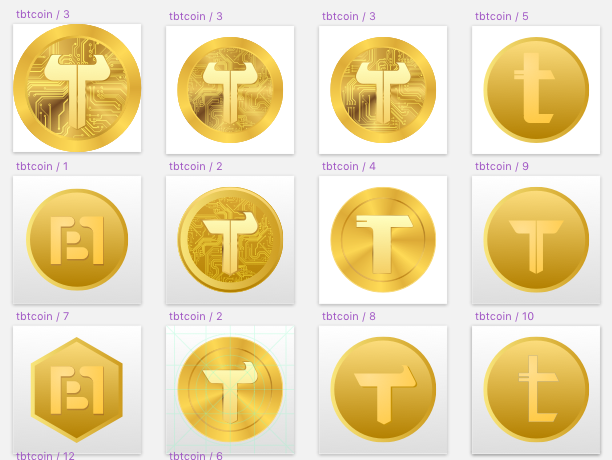 tbtcoin / 3
tbtcoin / 3
tbtcoin / 3
tbtcoin / 5
tbtcoin / 1
tbtcoin / 2
tbtcoin / 4
tbtcoin / 9
tbtcoin / 7
tbtcoin / 2
tbtcoin / 8
tbtcoin / 10
tbtcoin / 12
tbtcoin / 6